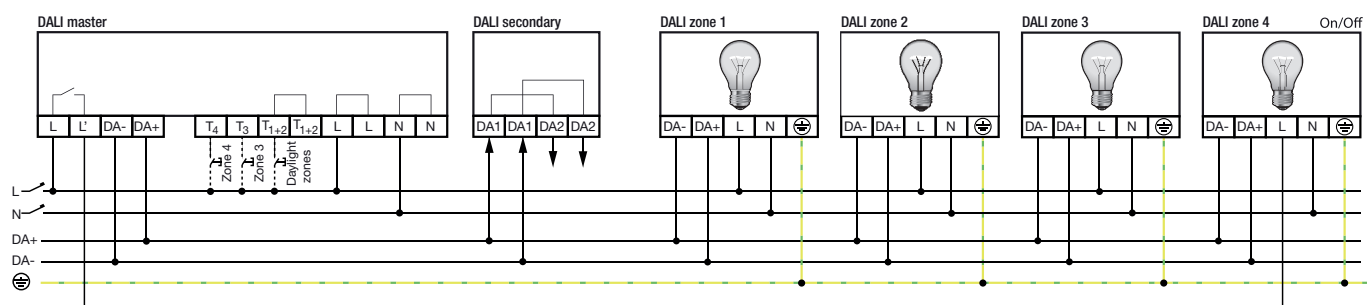 DALI master
DALI secondary
DALI zone 1
DALI zone 2
DALI zone 3
DALI zone 4
On/Off
L L' DA- DA+ T4 T3 T1+2 T1+2 L L N N
DA1 DA1 DA2 DA2
DA- DA+ L N
DA- DA+ L N
DA- DA+ L N
DA- DA+ L N
Zone 4
Zone 3
Daylight
zones
L
N
DA+
DA-